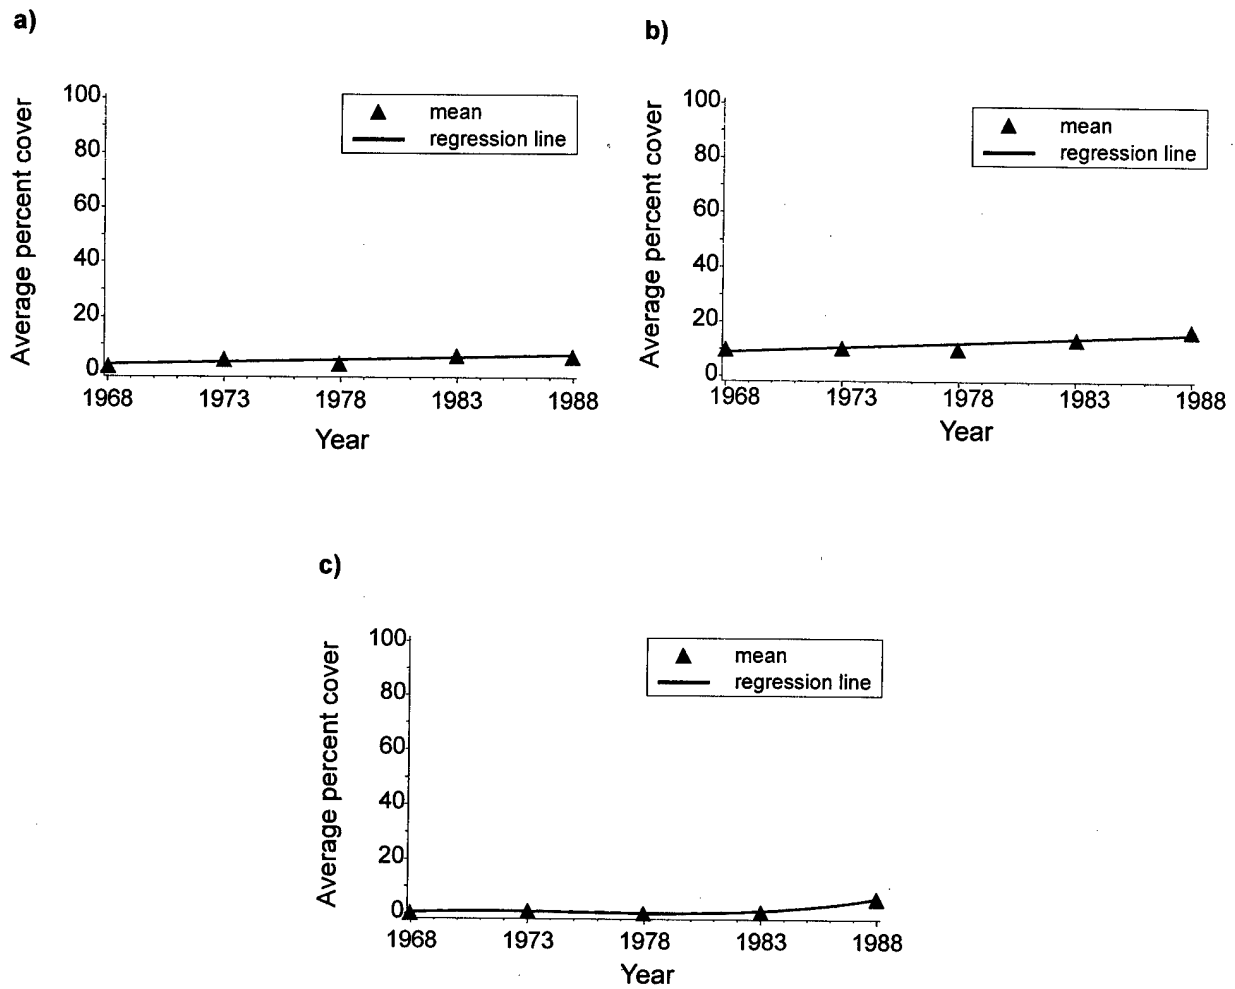 a)
Average percent cover
100
80
60
40
20
0
mean
regression line
1968 1973 1978 1983 1988
Year
b)
Average percent cover
100
80
60
40
20
0
mean
regression line
1968 1973 1978 1983 1988
Year
c)
Average percent cover
100
80
60
40
20
0
mean
regression line
1968 1973 1978 1983 1988
Year